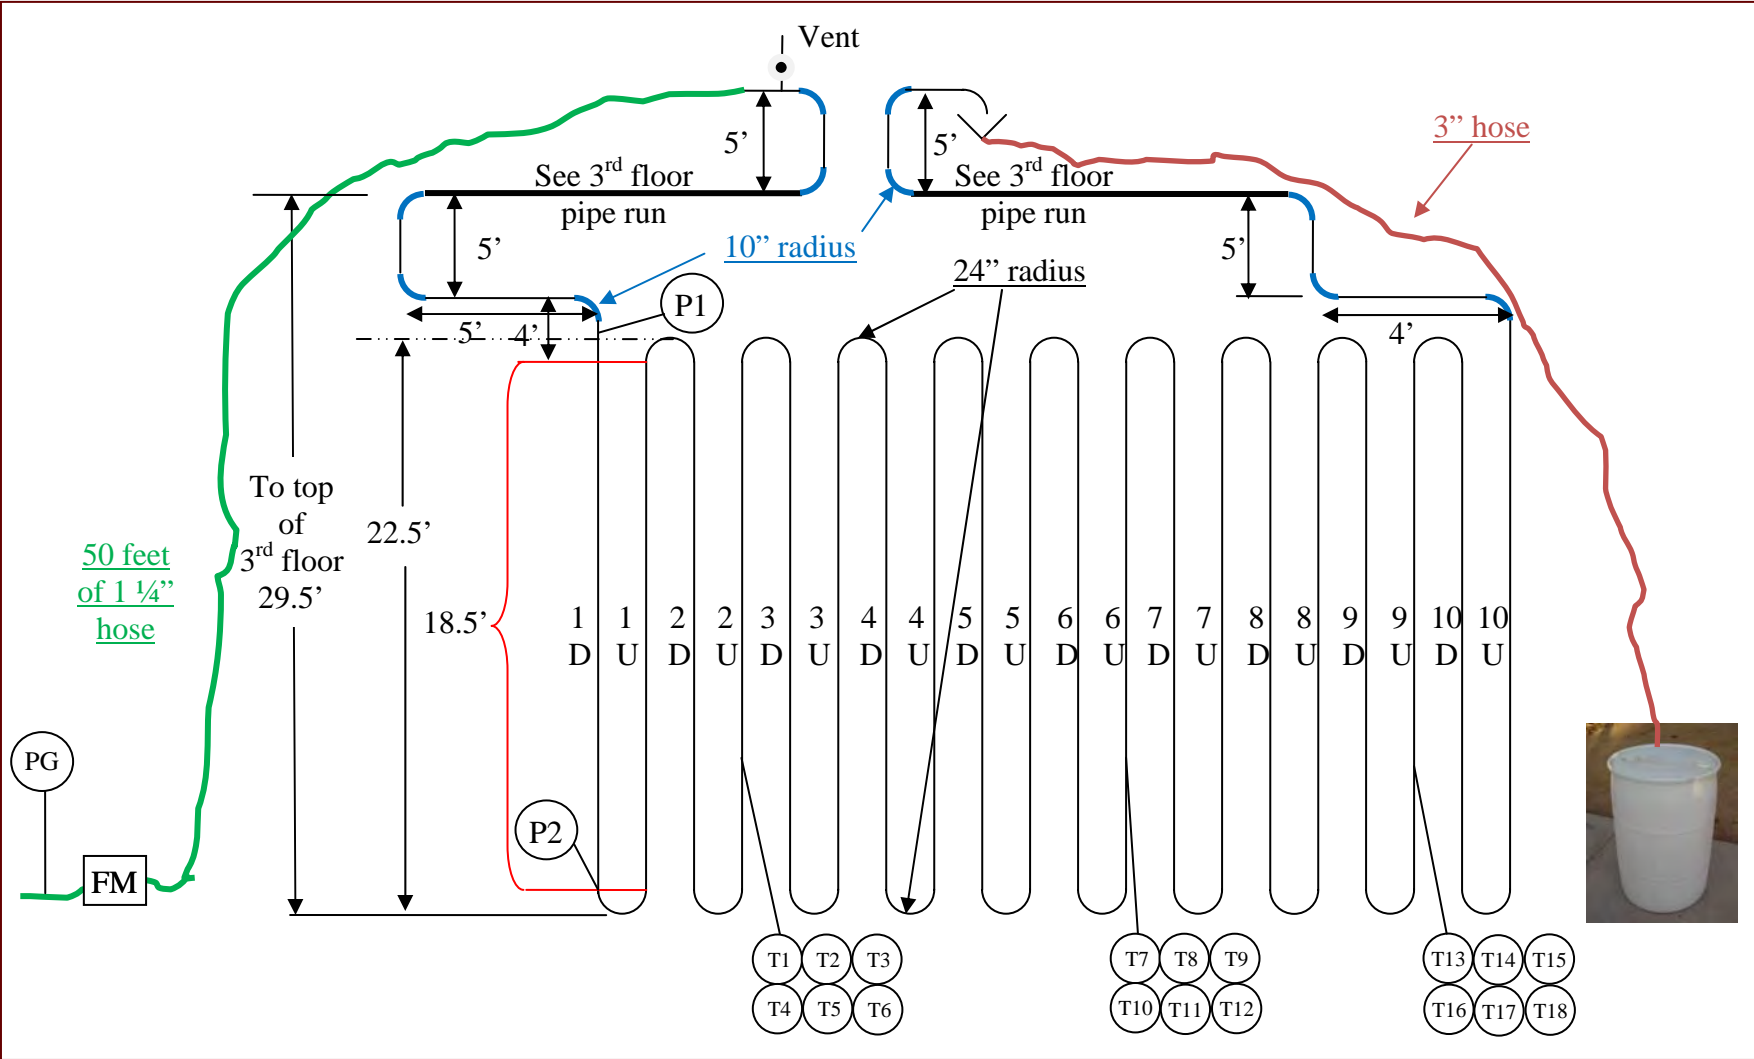 Vent
5’
5’
3” hose
See 3rd floor
pipe run
See 3rd floor
pipe run
5’
10” radius
5’
24” radius
P1
5’
4’
4’
To top
of
3rd floor
29.5’
22.5’
50 feet
of 1 ¼”
hose
18.5’
1 1 2 2 3 3 4 4 5 5 6 6 7 7 8 8 9 9 10 10
D U D U D U D U D U D U D U D U D U D U
PG
P2
FM
T1 T2 T3
T4 T5 T6
T7 T8 T9
T10 T11 T12
T13 T14 T15
T16 T17 T18